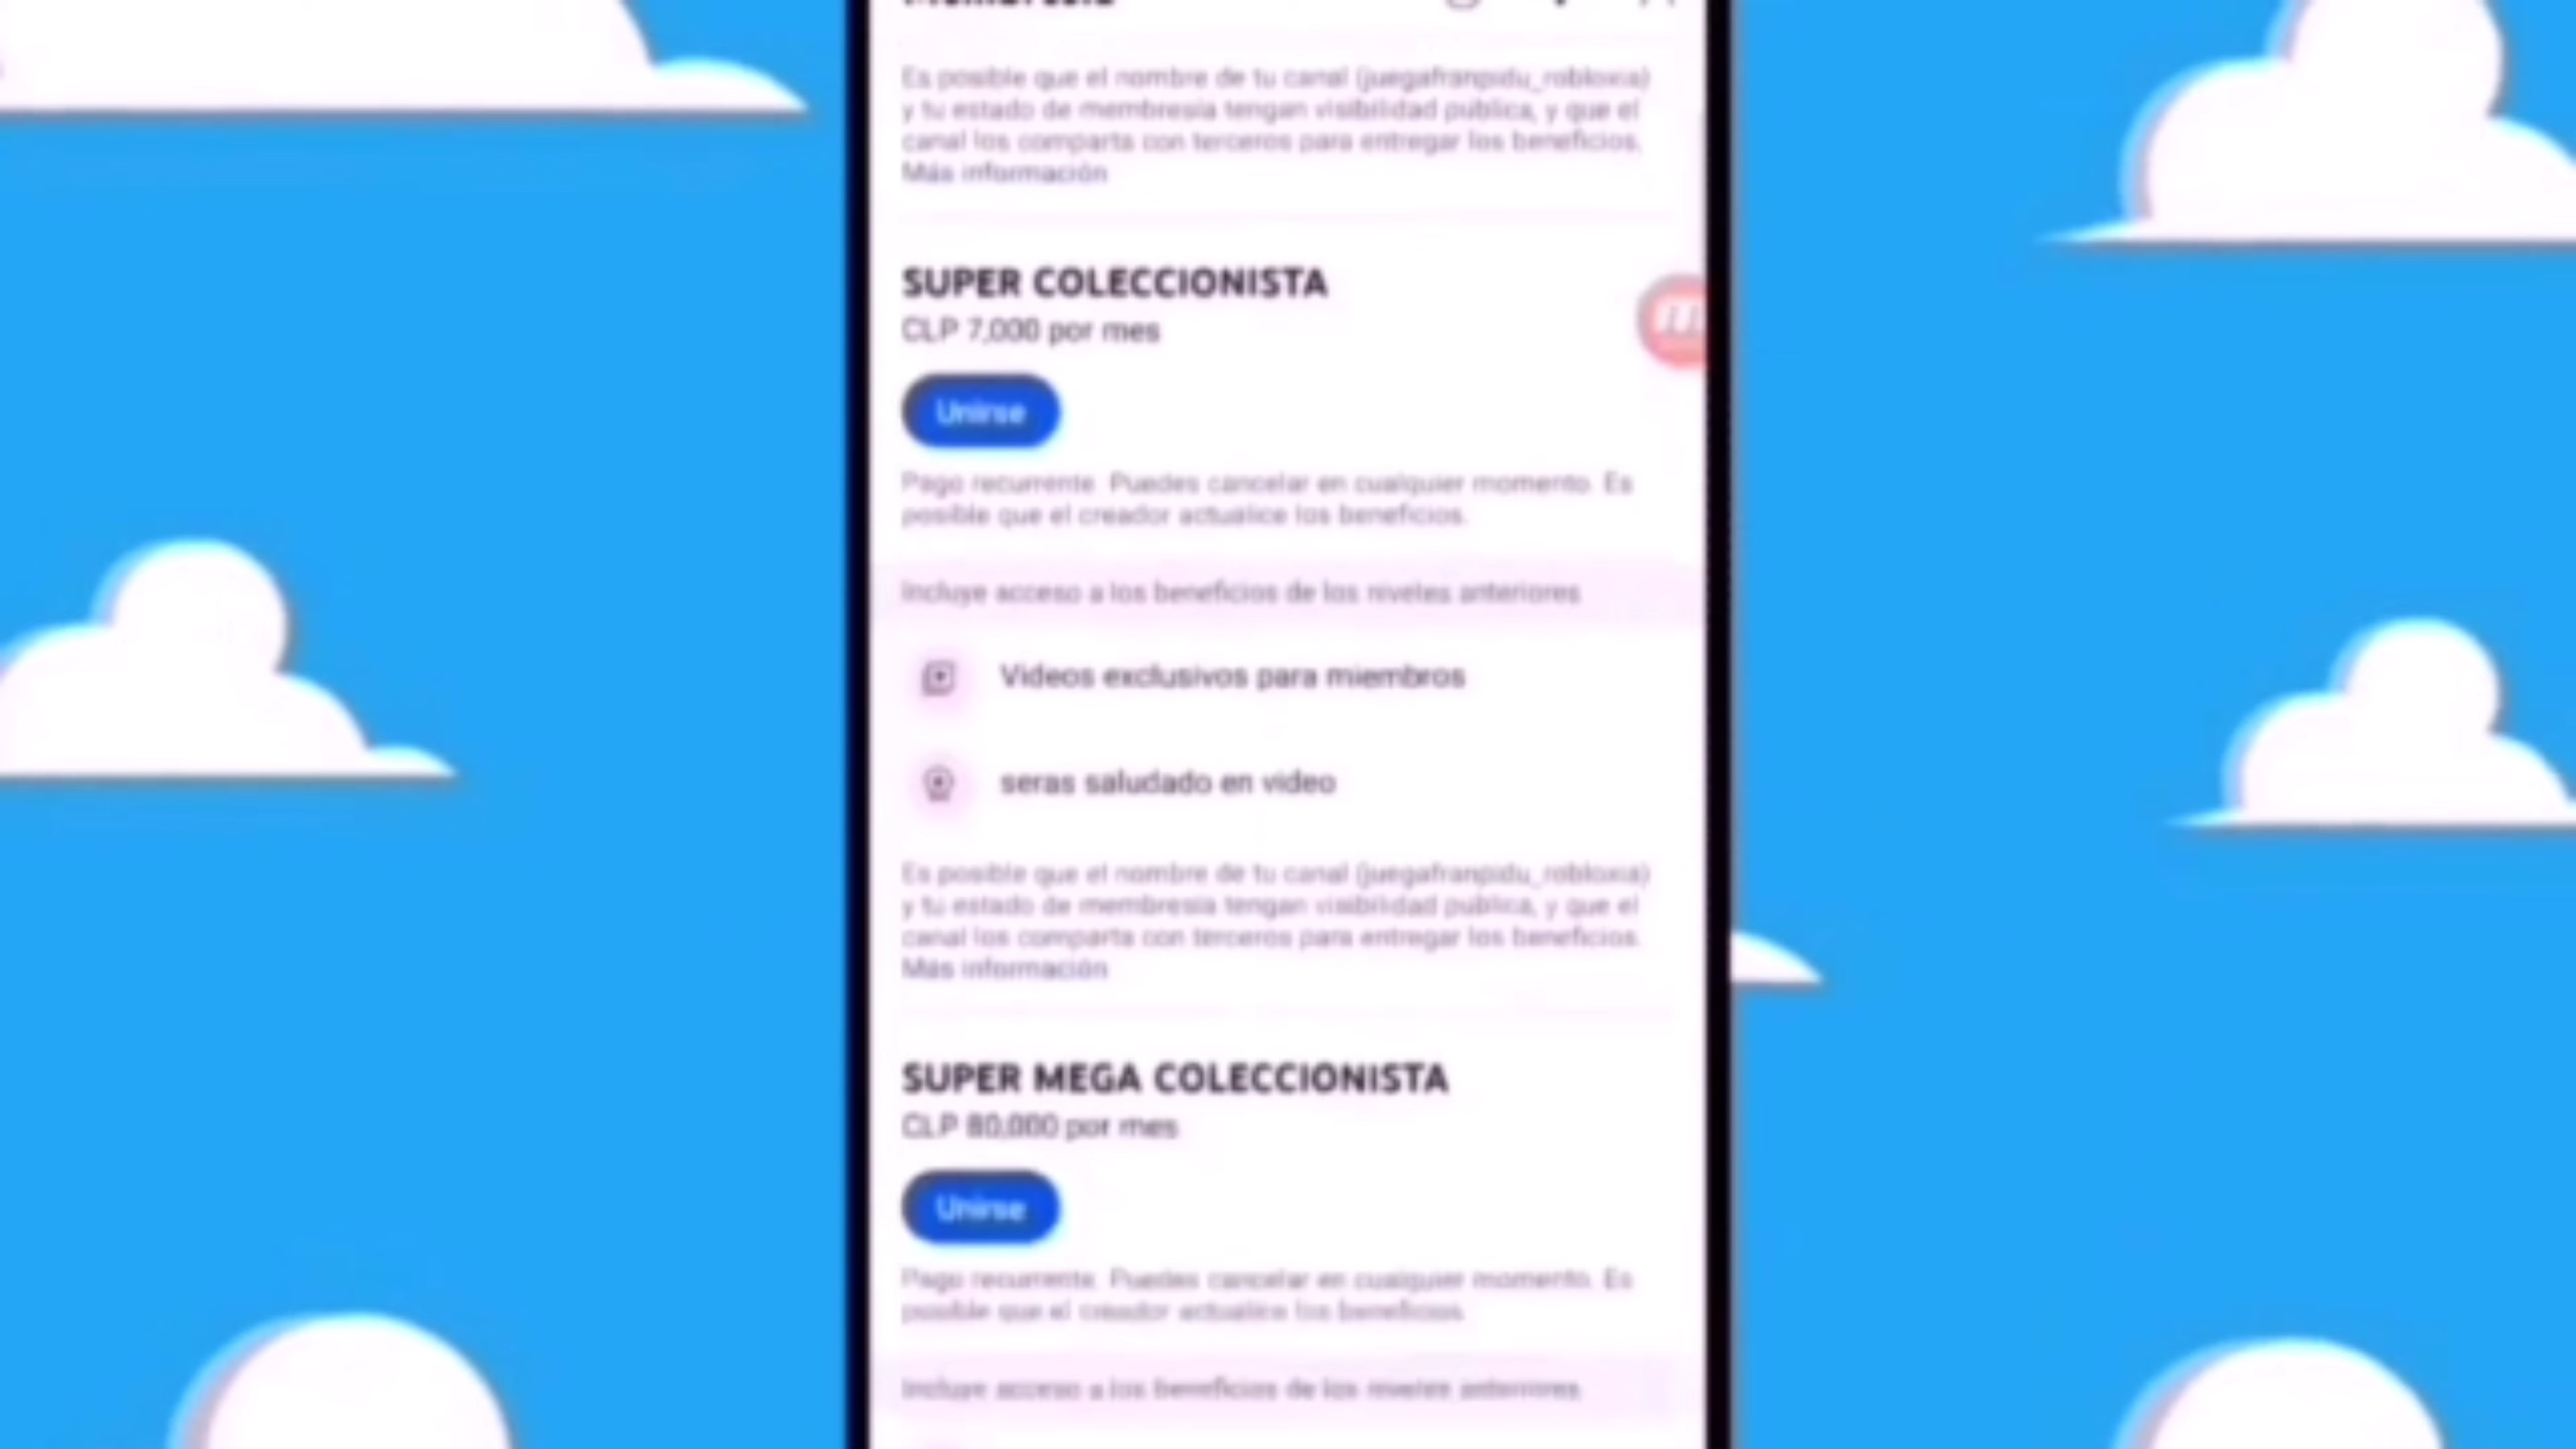 Es posible que el nombre de tu canal (juegafranpidu_robloxia)
y tu estado de membresía tengan visibilidad pública, y que el
canal los comparta con terceros para entregar los beneficios.
Más información
SUPER COLECCIONISTA
CLP 7,000 por mes
Unirse
Pago recurrente. Puedes cancelar en cualquier momento. Es
posible que el creador actualice los beneficios.
Incluye acceso a los beneficios de los niveles anteriores
Videos exclusivos para miembros
seras saludado en video
Es posible que el nombre de tu canal (juegafranpidu_robloxia)
y tu estado de membresía tengan visibilidad pública, y que el
canal los comparta con terceros para entregar los beneficios.
Más información
SUPER MEGA COLECCIONISTA
CLP 80,000 por mes
Unirse
Pago recurrente. Puedes cancelar en cualquier momento. Es
posible que el creador actualice los beneficios.
Incluye acceso a los beneficios de los niveles anteriores